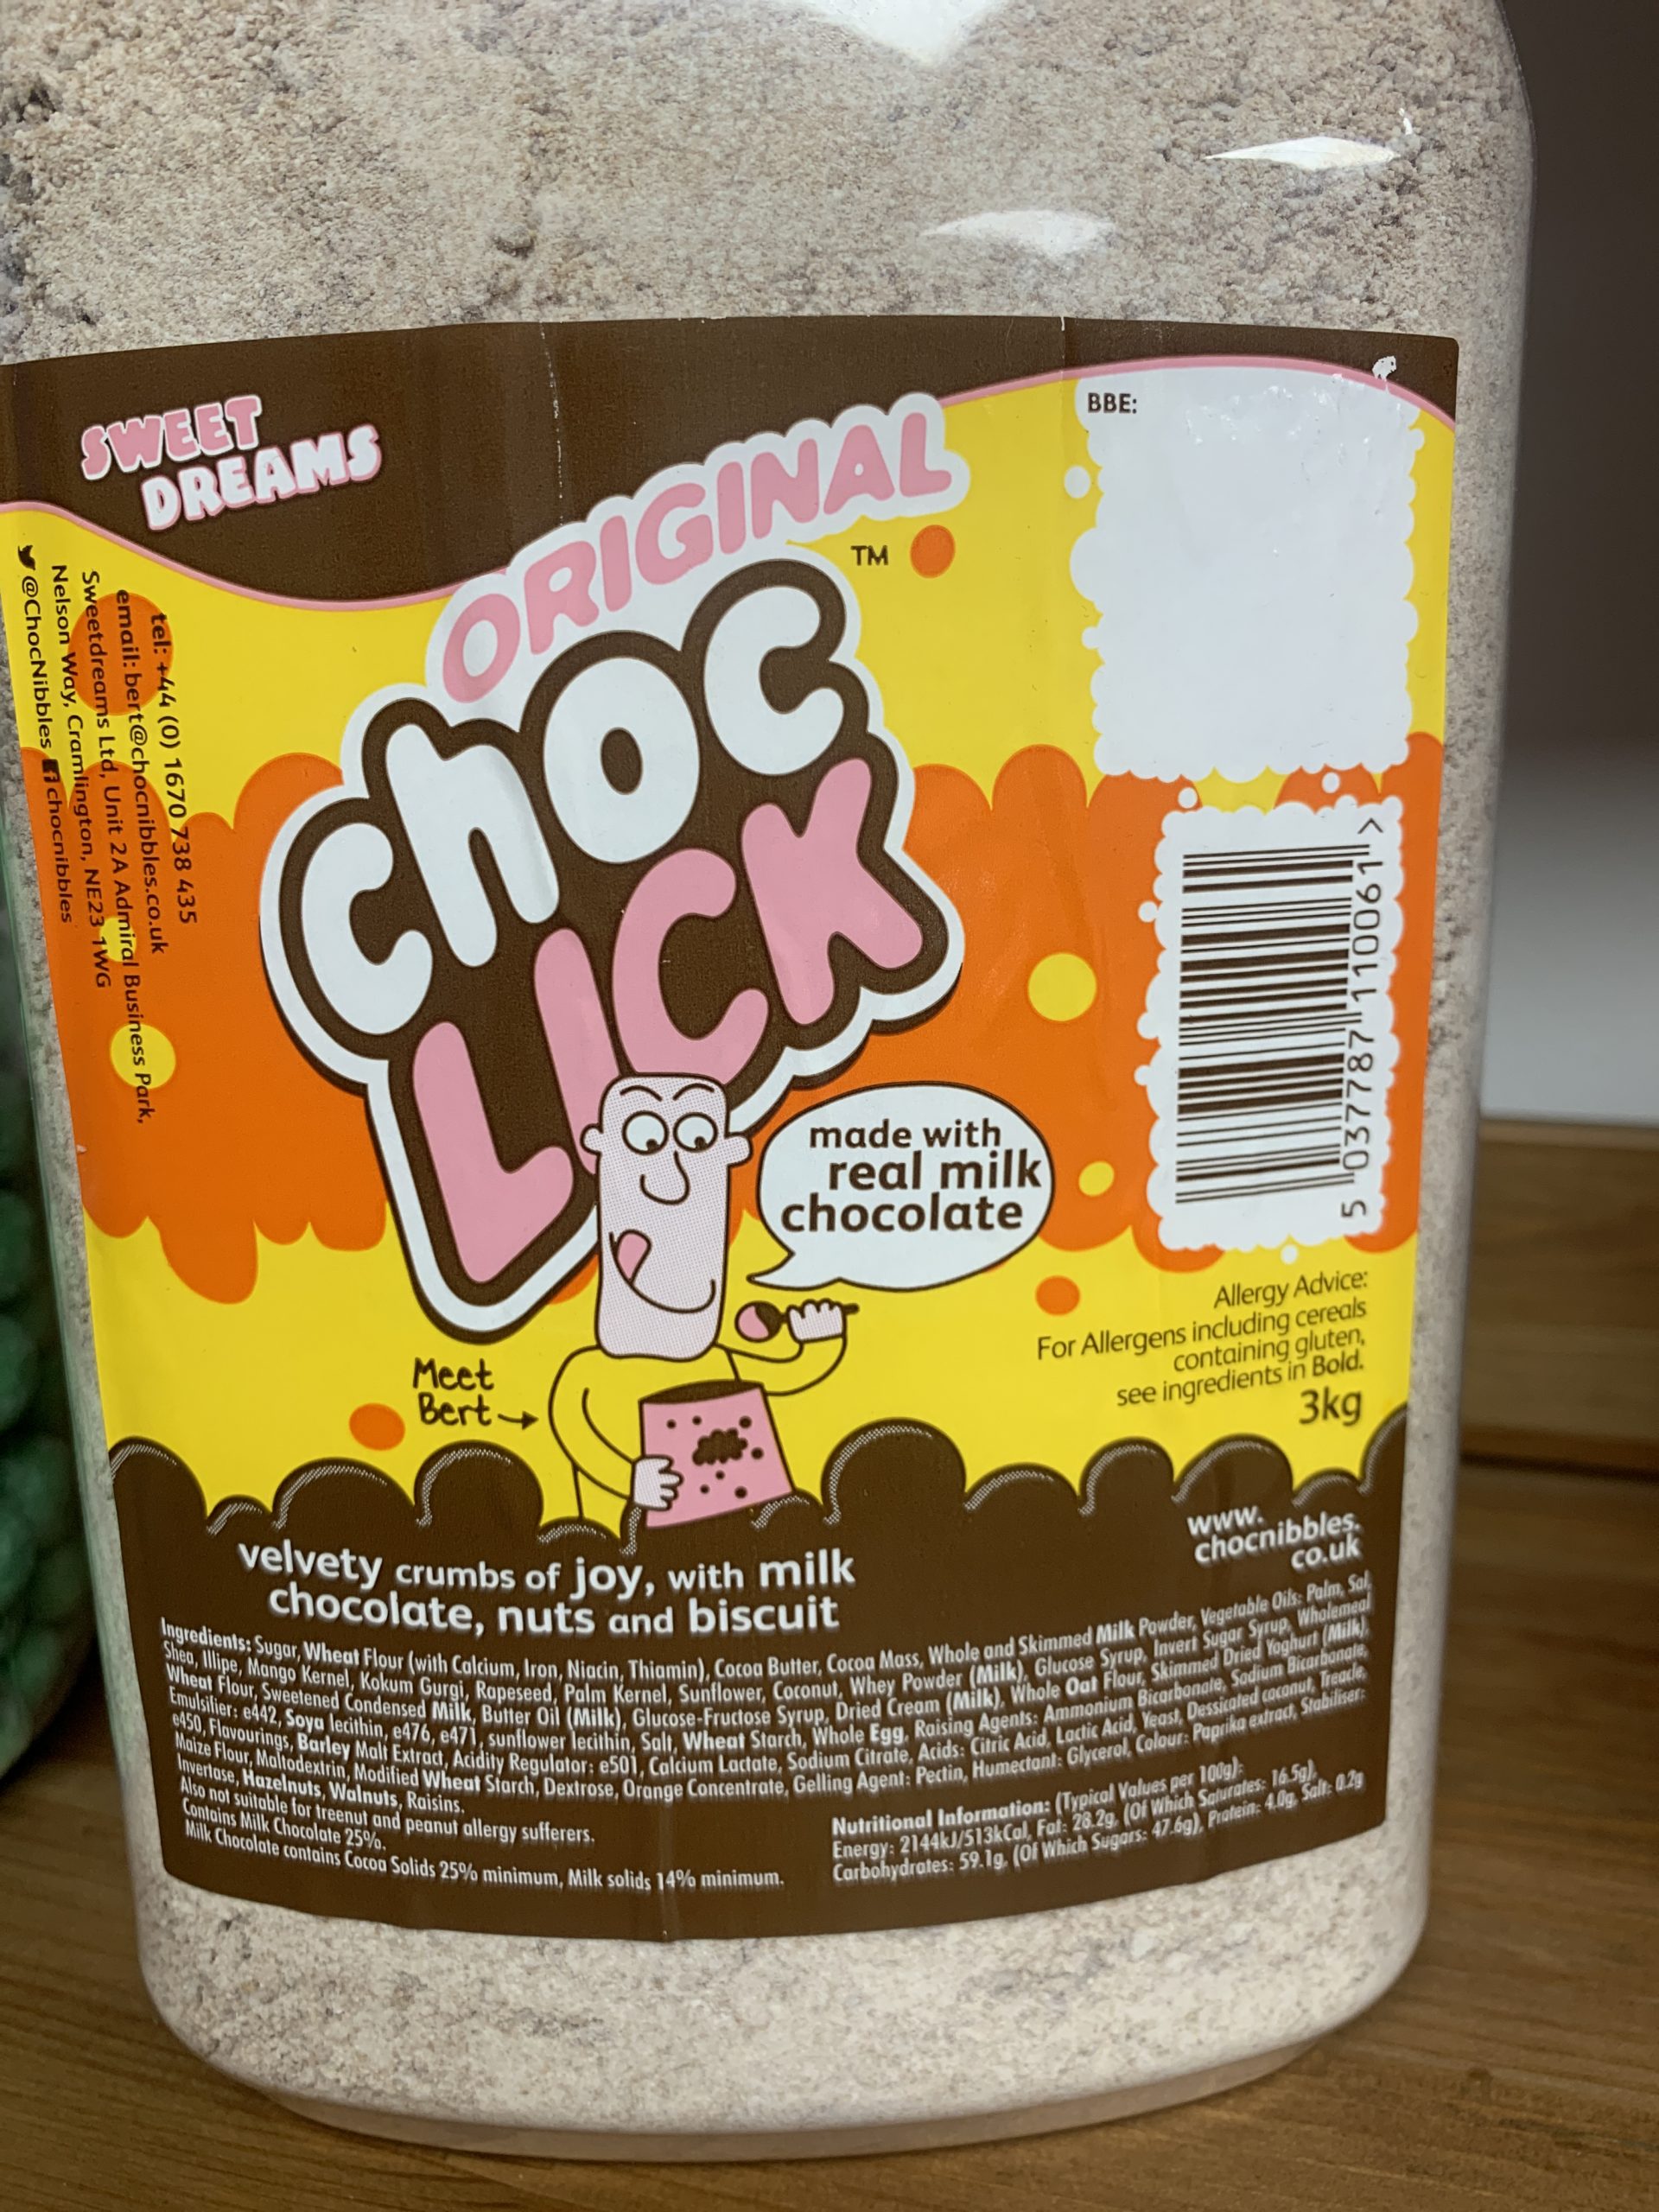 SWEET
DREAMS
ORIGINAL
choc
LICK
TM
BBE:
tel: +44 (0) 1670 738 435
email: bert@chocnibbles.co.uk
Sweetdreams Ltd, Unit 2A Admiral Business Park,
Nelson Way, Cramlington, NE23 1WG
@ChocNibbles chocnibbles
made with
real milk
chocolate
5 037787 110061 >
Allergy Advice:
For Allergens including cereals
containing gluten,
see ingredients in Bold.
3kg
Meet
Bert
velvety crumbs of joy, with milk
chocolate, nuts and biscuit
www.
chocnibbles.
co.uk
Ingredients: Sugar, Wheat Flour (with Calcium, Iron, Niacin, Thiamin), Cocoa Butter, Cocoa Mass, Whole and Skimmed Milk Powder, Vegetable Oils: Palm, Sal,
Shea, Illipe, Mango Kernel, Kokum Gurgi, Rapeseed, Palm Kernel, Sunflower, Coconut, Whey Powder (Milk), Glucose Syrup, Invert Sugar Syrup, Wholemeal
Wheat Flour, Sweetened Condensed Milk, Butter Oil (Milk), Glucose-Fructose Syrup, Dried Cream (Milk), Whole Oat Flour, Skimmed Dried Yoghurt (Milk),
Emulsifier: e442, Soya lecithin, e476, e471, sunflower lecithin, Salt, Wheat Starch, Whole Egg, Raising Agents: Ammonium Bicarbonate, Sodium Bicarbonate,
e450, Flavourings, Barley Malt Extract, Acidity Regulator: e501, Calcium Lactate, Sodium Citrate, Acids: Citric Acid, Lactic Acid, Yeast, Dessicated coconut, Treacle,
Maize Flour, Maltodextrin, Modified Wheat Starch, Dextrose, Orange Concentrate, Gelling Agent: Pectin, Humectant: Glycerol, Colour: Paprika extract, Stabiliser:
Invertase, Hazelnuts, Walnuts, Raisins.
Also not suitable for treenut and peanut allergy sufferers.
Contains Milk Chocolate 25%.
Milk Chocolate contains Cocoa Solids 25% minimum, Milk solids 14% minimum.
Nutritional Information: (Typical Values per 100g):
Energy: 2144kJ/513kCal, Fat: 28.2g, (Of Which Saturates: 16.5g),
Carbohydrates: 59.1g, (Of Which Sugars: 47.6g), Protein: 4.0g, Salt: 0.2g